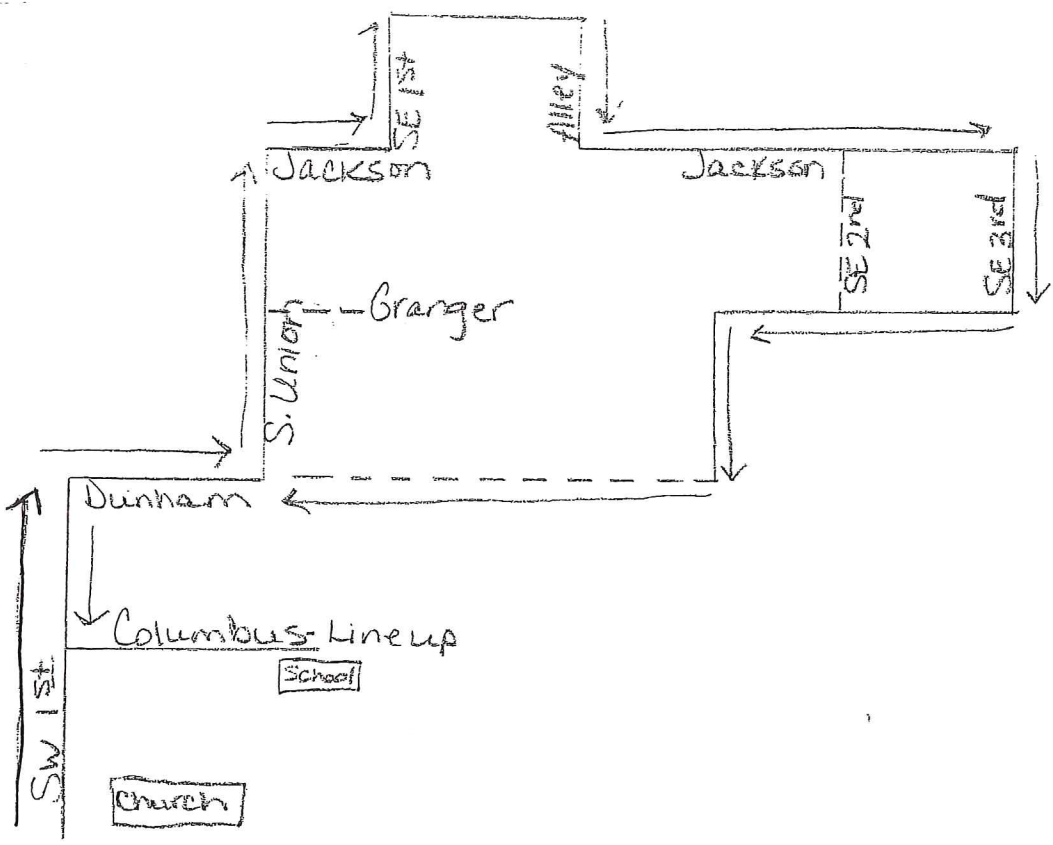 SE 1st
Alley
Jackson
Jackson
SE 2nd
SE 3rd
Granger
S. Union
Dunham
Columbus-Lineup
School
SW 1st
Church